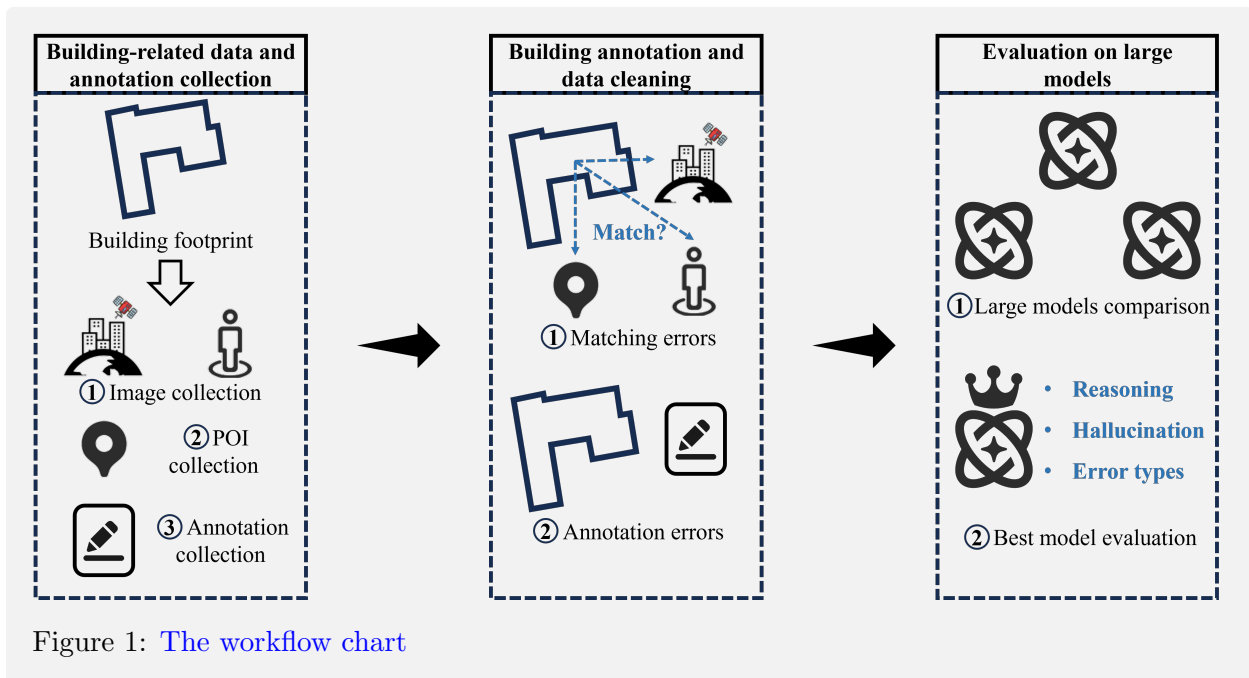 Building-related data and
annotation collection
Building footprint
① Image collection
② POI
collection
③ Annotation
collection
Building annotation and
data cleaning
Match?
① Matching errors
② Annotation errors
Evaluation on large
models
① Large models comparison
• Reasoning
• Hallucination
• Error types
② Best model evaluation
Figure 1: The workflow chart